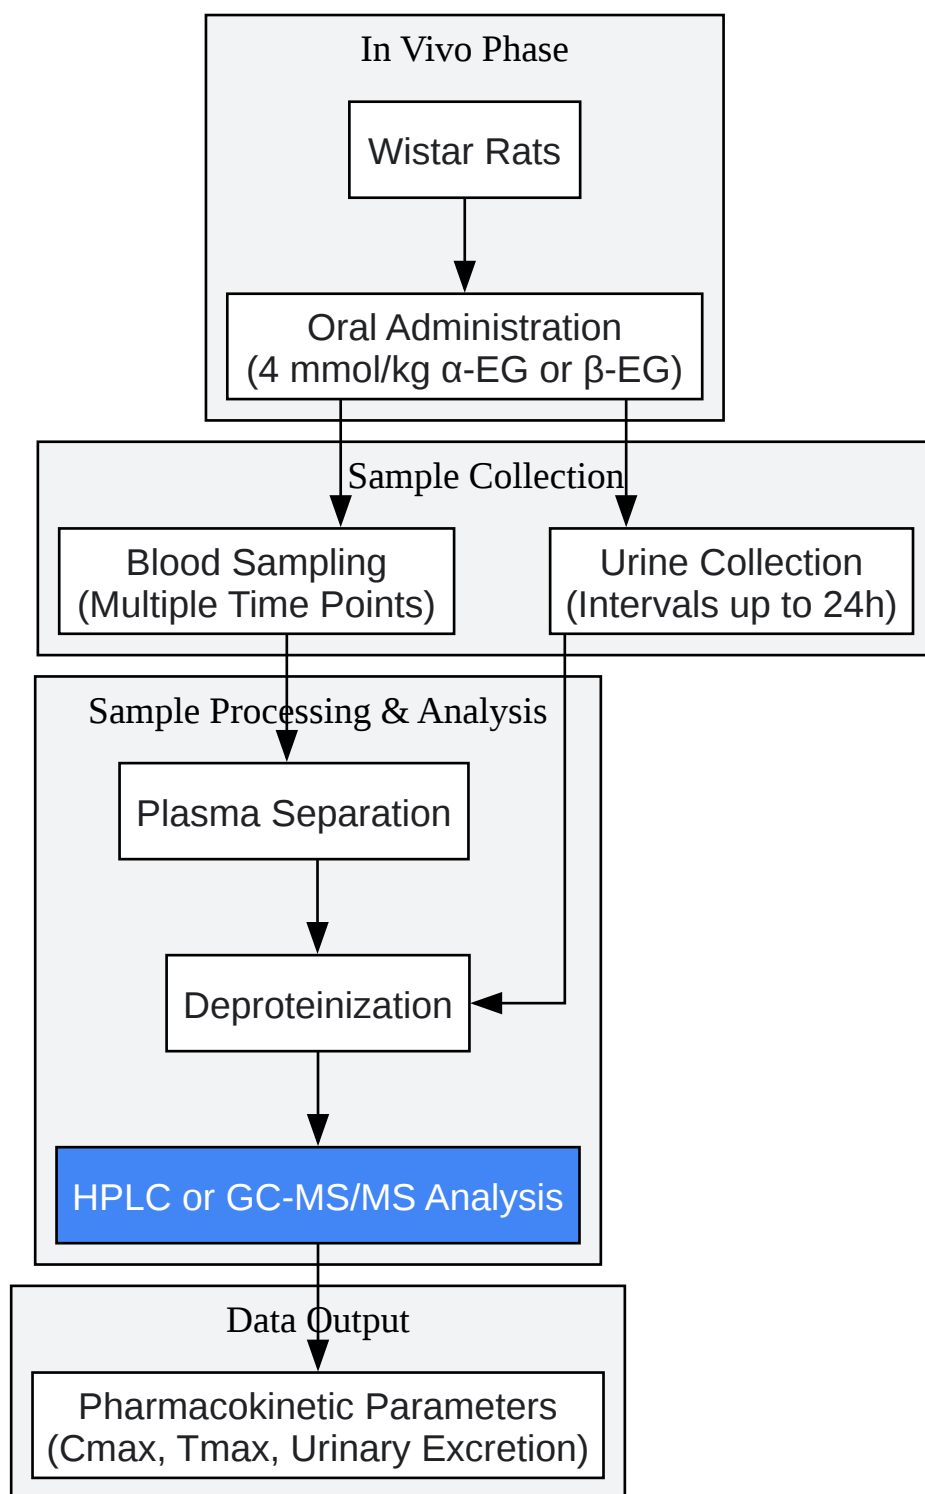 In Vivo Phase
Wistar Rats
Oral Administration
(4 mmol/kg α-EG or β-EG)
Sample Collection
Blood Sampling
(Multiple Time Points)
Urine Collection
(Intervals up to 24h)
Sample Processing & Analysis
Plasma Separation
Deproteinization
HPLC or GC-MS/MS Analysis
Data Output
Pharmacokinetic Parameters
(Cmax, Tmax, Urinary Excretion)